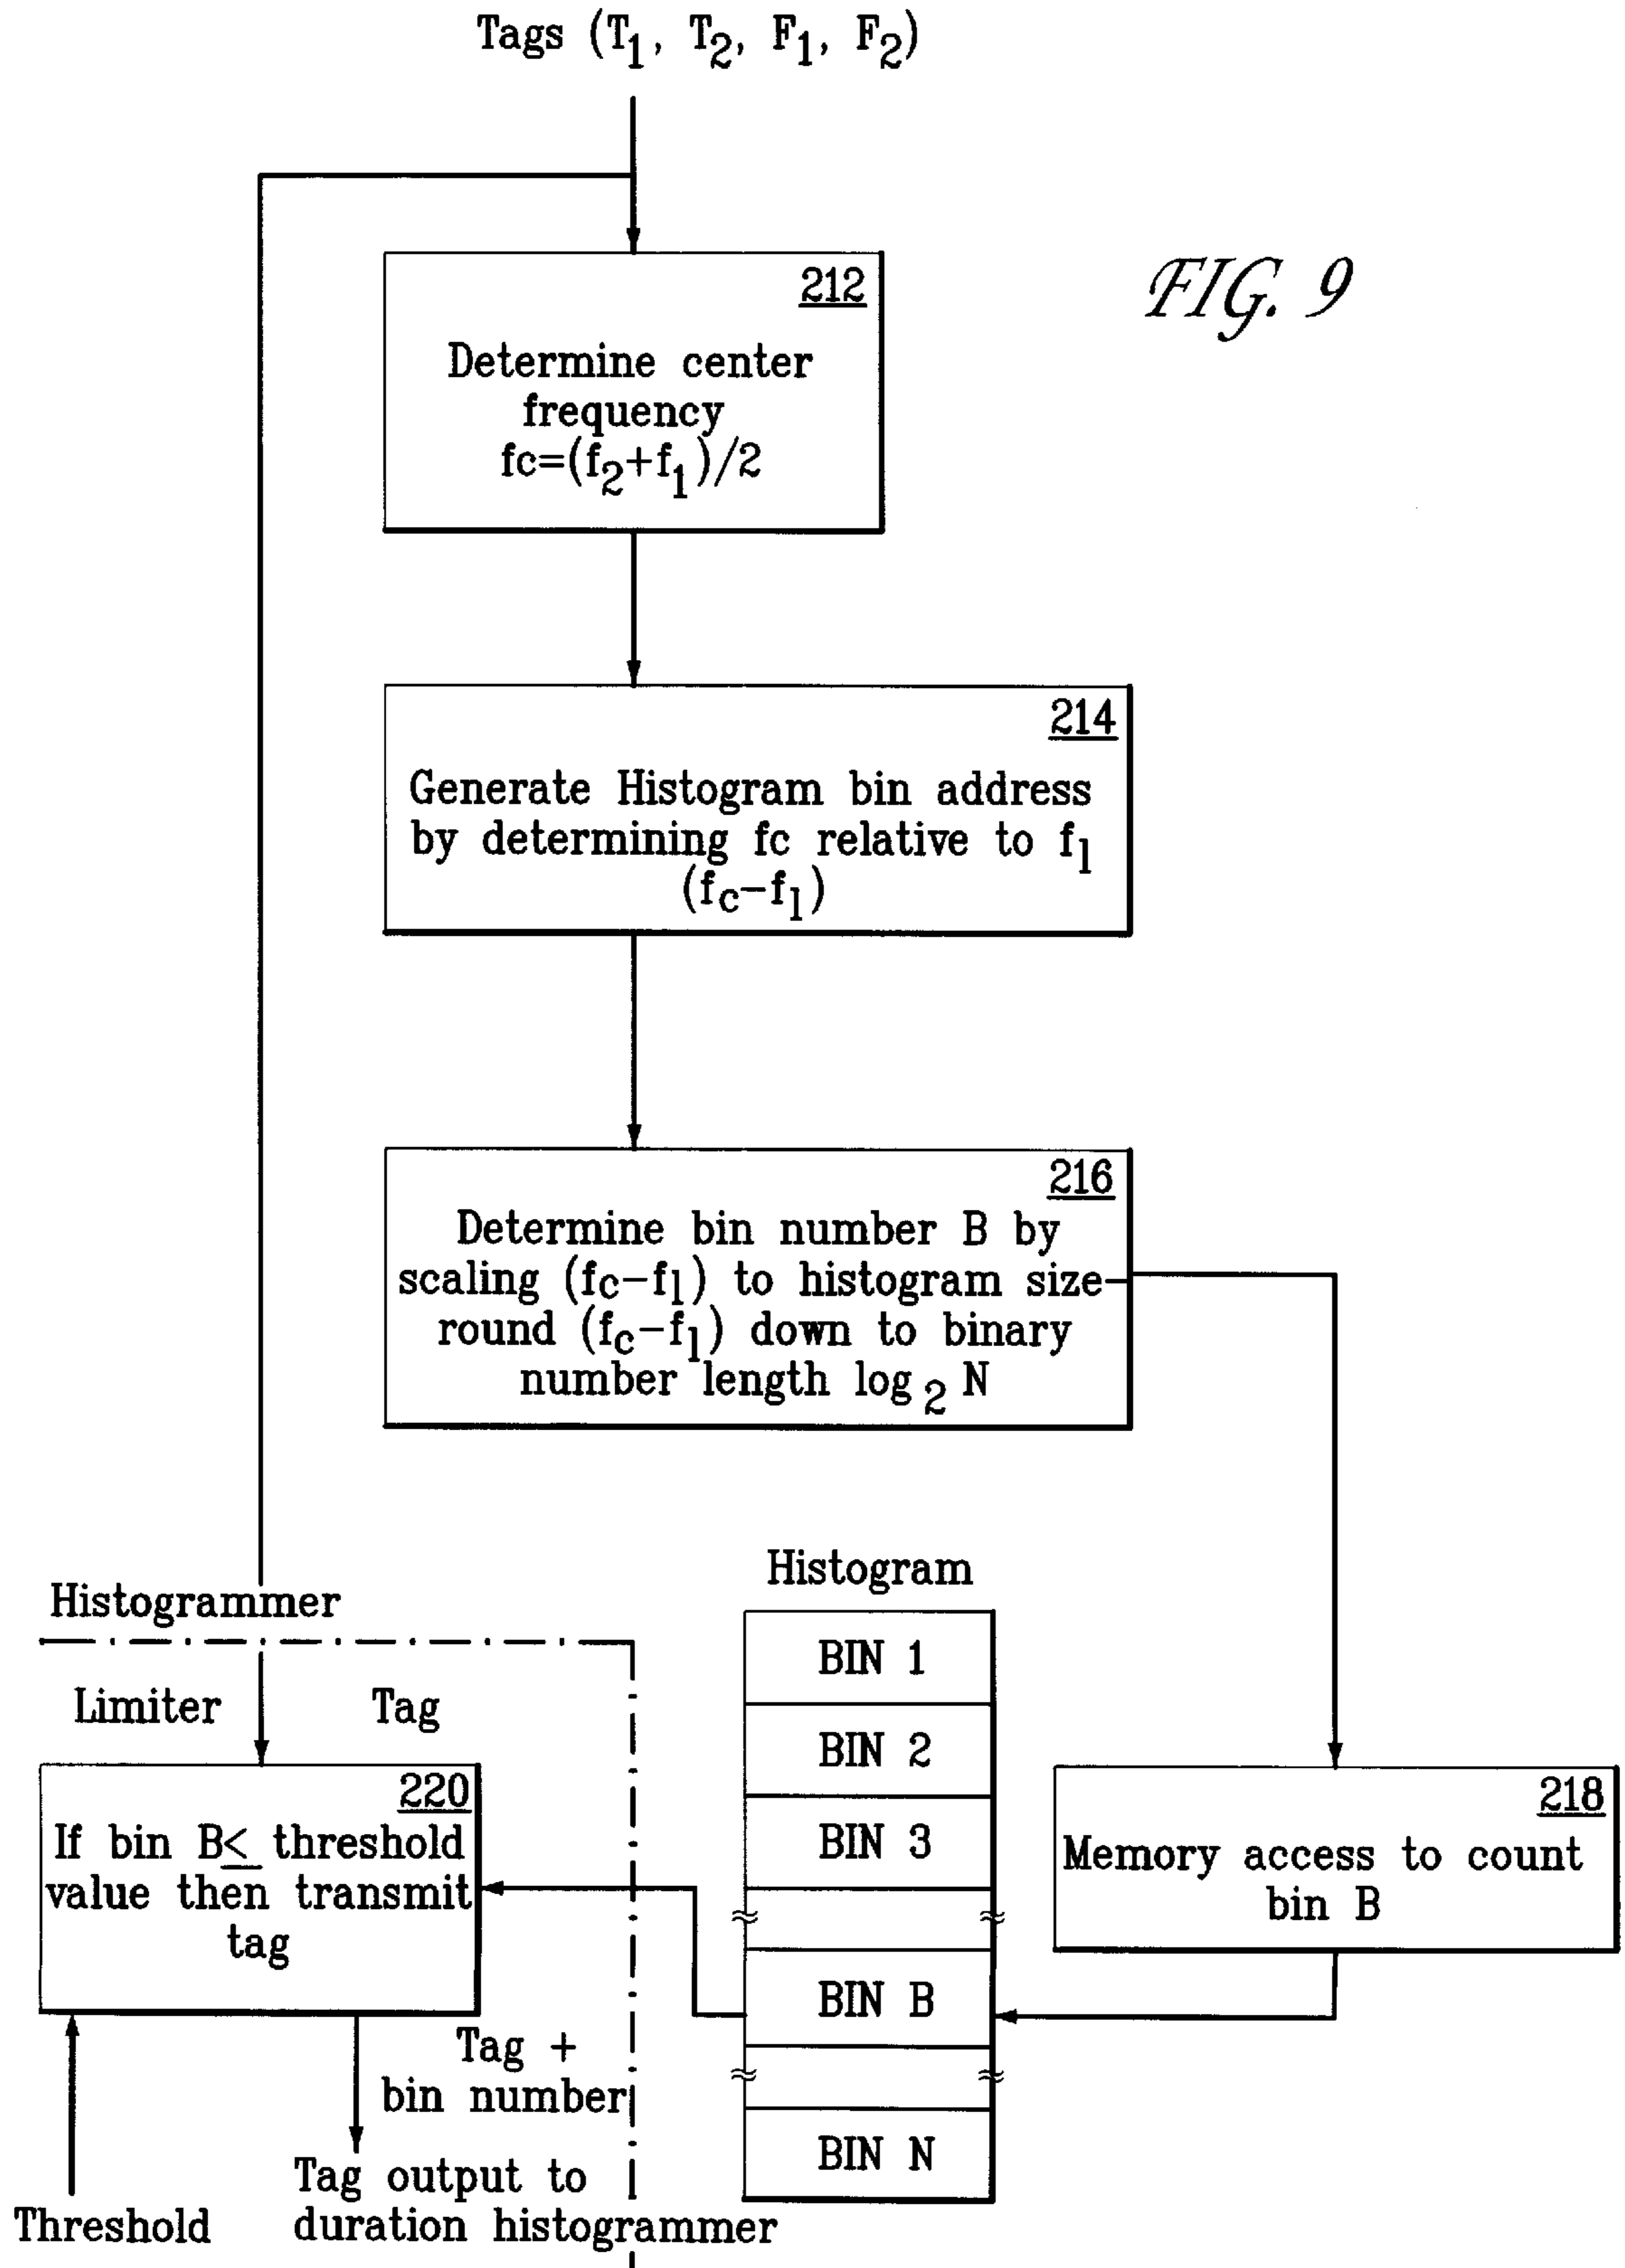 Tags (T1, T2, F1, F2)
FIG. 9
212
Determine center
frequency
fc=(f2+f1)/2
214
Generate Histogram bin address
by determining fc relative to fl
(fc-fl)
216
Determine bin number B by
scaling (fc-fl) to histogram size-
round (fc-fl) down to binary
number length log2 N
Histogram
Histogrammer
BIN 1
Limiter
Tag
BIN 2
220
If bin B≤ threshold
value then transmit
tag
BIN 3
218
Memory access to count
bin B
BIN B
Tag +
bin number
BIN N
Tag output to
duration histogrammer
Threshold